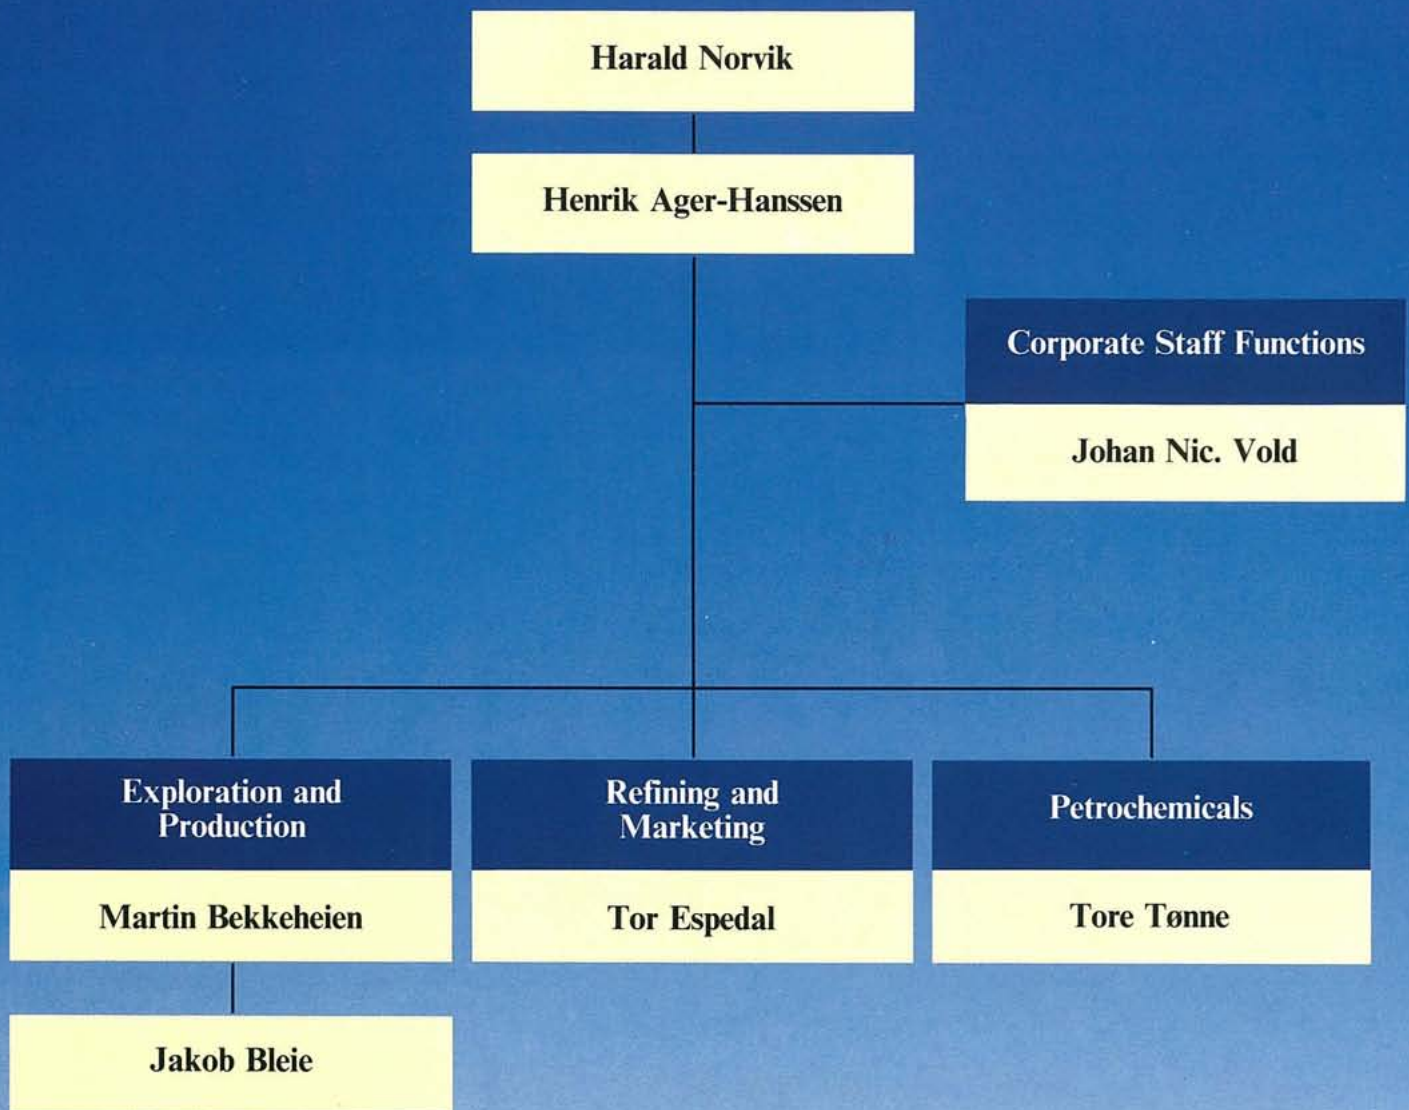 Harald Norvik
Henrik Ager-Hanssen
Corporate Staff Functions
Johan Nic. Vold
Exploration and
Production
Martin Bekkeheien
Refining and
Marketing
Tor Espedal
Petrochemicals
Tore Tønne
Jakob Bleie